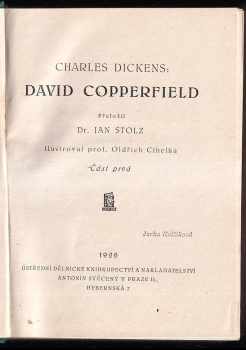 CHARLES DICKENS:
DAVID COPPERFIELD
Přeložil
Dr. JAN STOLZ
Ilustroval prof. Oldřich Cihelka
Část prvá
1926
ÚSTŘEDNÍ DĚLNICKÉ KNIHKUPECTVÍ A NAKLADATELSTVÍ
ANTONÍN SVĚCENÝ V PRAZE II.,
HYBERNSKÁ 7